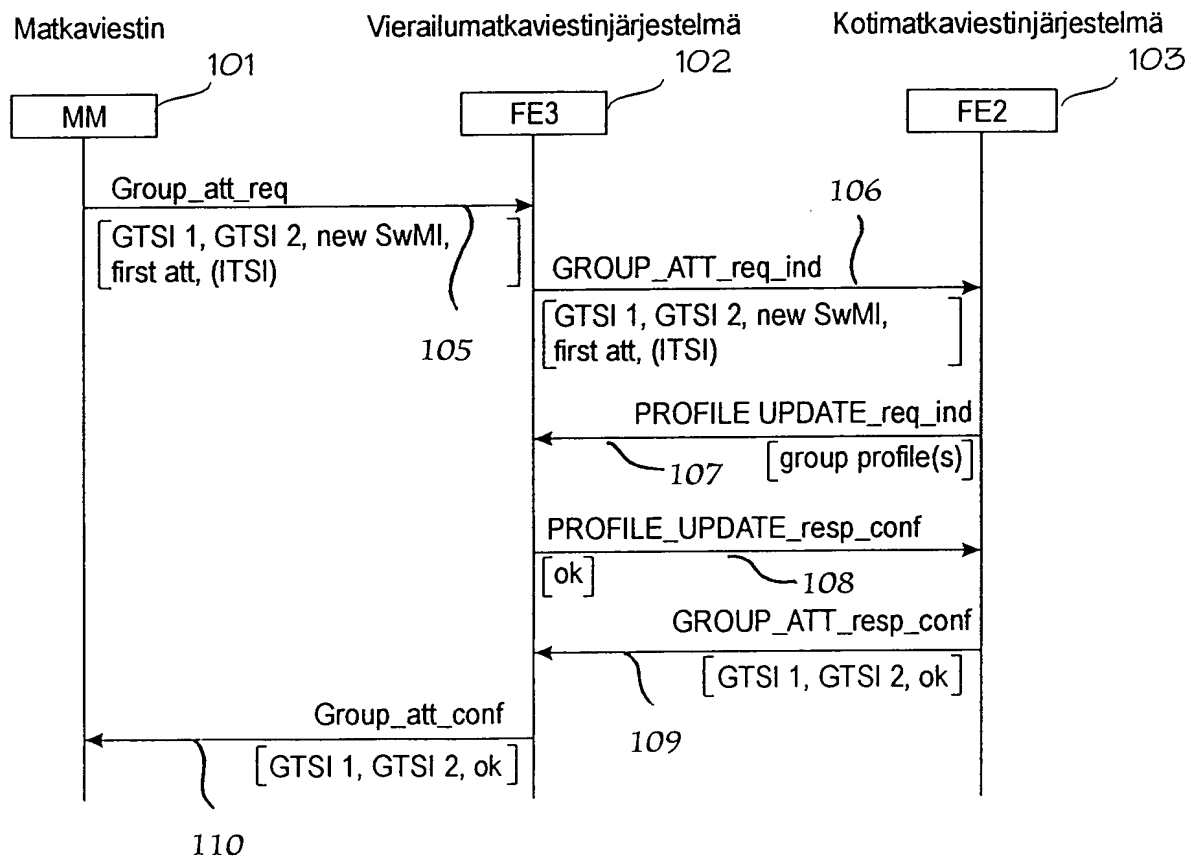 Matkaviestin
Vierailumatkaviestinjärjestelmä
Kotimatkaviestinjärjestelmä
101
102
103
MM
FE3
FE2
Group_att_req
[GTSI 1, GTSI 2, new SwMI,
first att, (ITSI)]
105
106
GROUP_ATT_req_ind
[GTSI 1, GTSI 2, new SwMI,
first att, (ITSI)]
PROFILE UPDATE_req_ind
107
[group profile(s)]
PROFILE_UPDATE_resp_conf
[ok]
108
GROUP_ATT_resp_conf
[GTSI 1, GTSI 2, ok]
109
Group_att_conf
[GTSI 1, GTSI 2, ok]
110